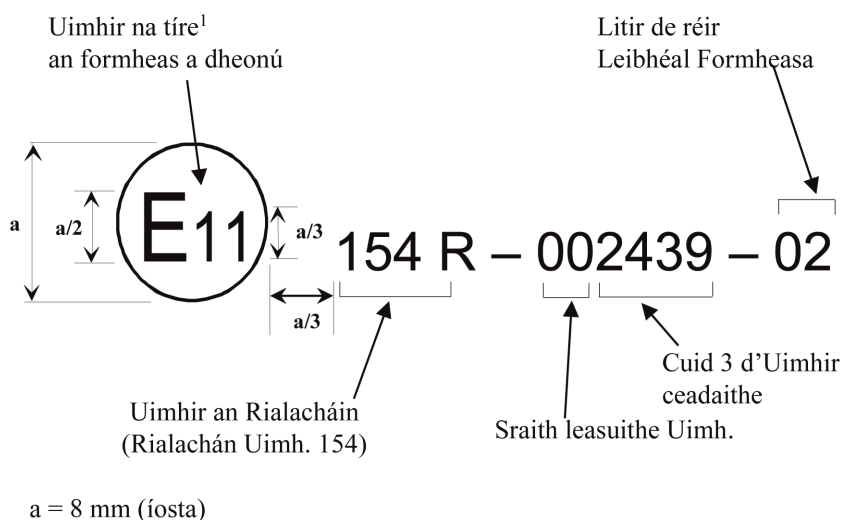 Uimhir na tíre1
an formheas a dheonú
Litir de réir
Leibhéal Formheasa
a
a/2
E11
a/3
a/3
154 R – 002439 – 02
Uimhir an Rialacháin
(Rialachán Uimh. 154)
Sraith leasuithe Uimh.
Cuid 3 d’Uimhir
ceadaithe
a = 8 mm (íosta)